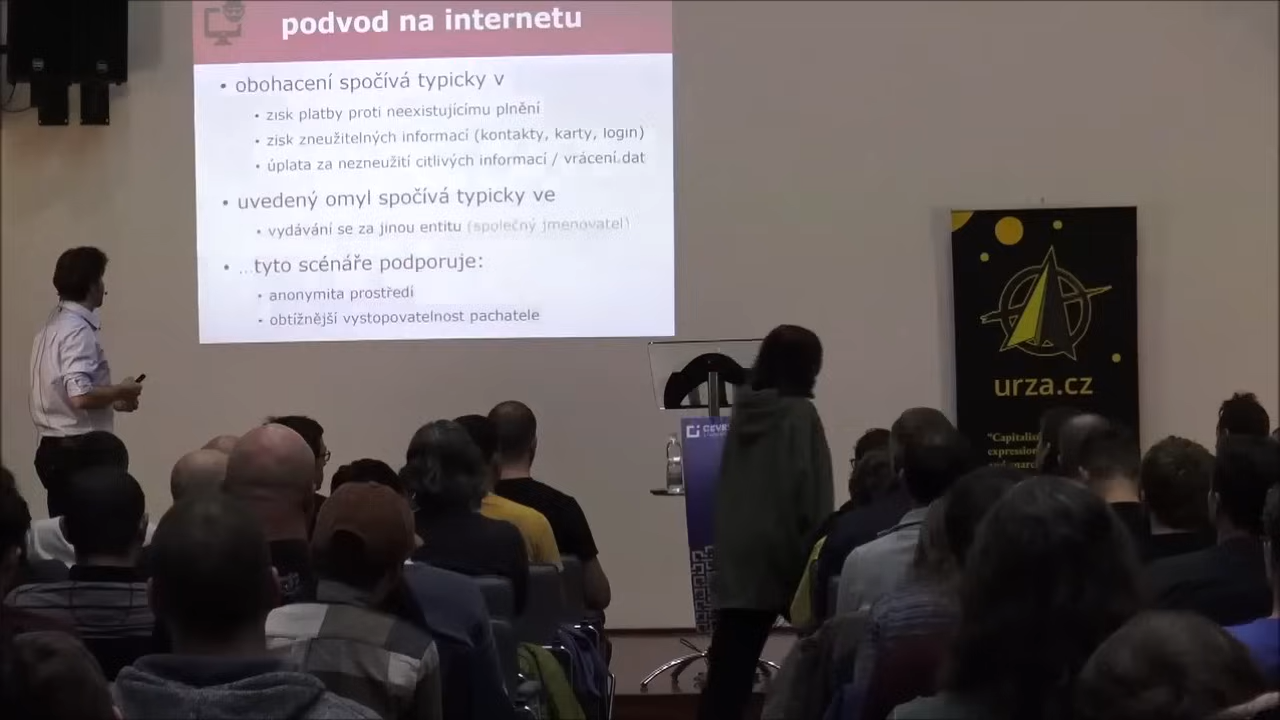 podvod na internetu
• obohacení spočívá typicky v
• zisk platby proti neexistujícímu plnění
• zisk zneužitelných informací (kontakty, karty, login)
• úplata za nezneužití citlivých informací / vrácení dat
• uvedený omyl spočívá typicky ve
• vydávání se za jinou entitu (společný jmenovatel)
• …tyto scénáře podporuje:
• anonymita prostředí
• obtížnější vystopovatelnost pachatele
urza.cz
"Capitalism
expression
CEVRO